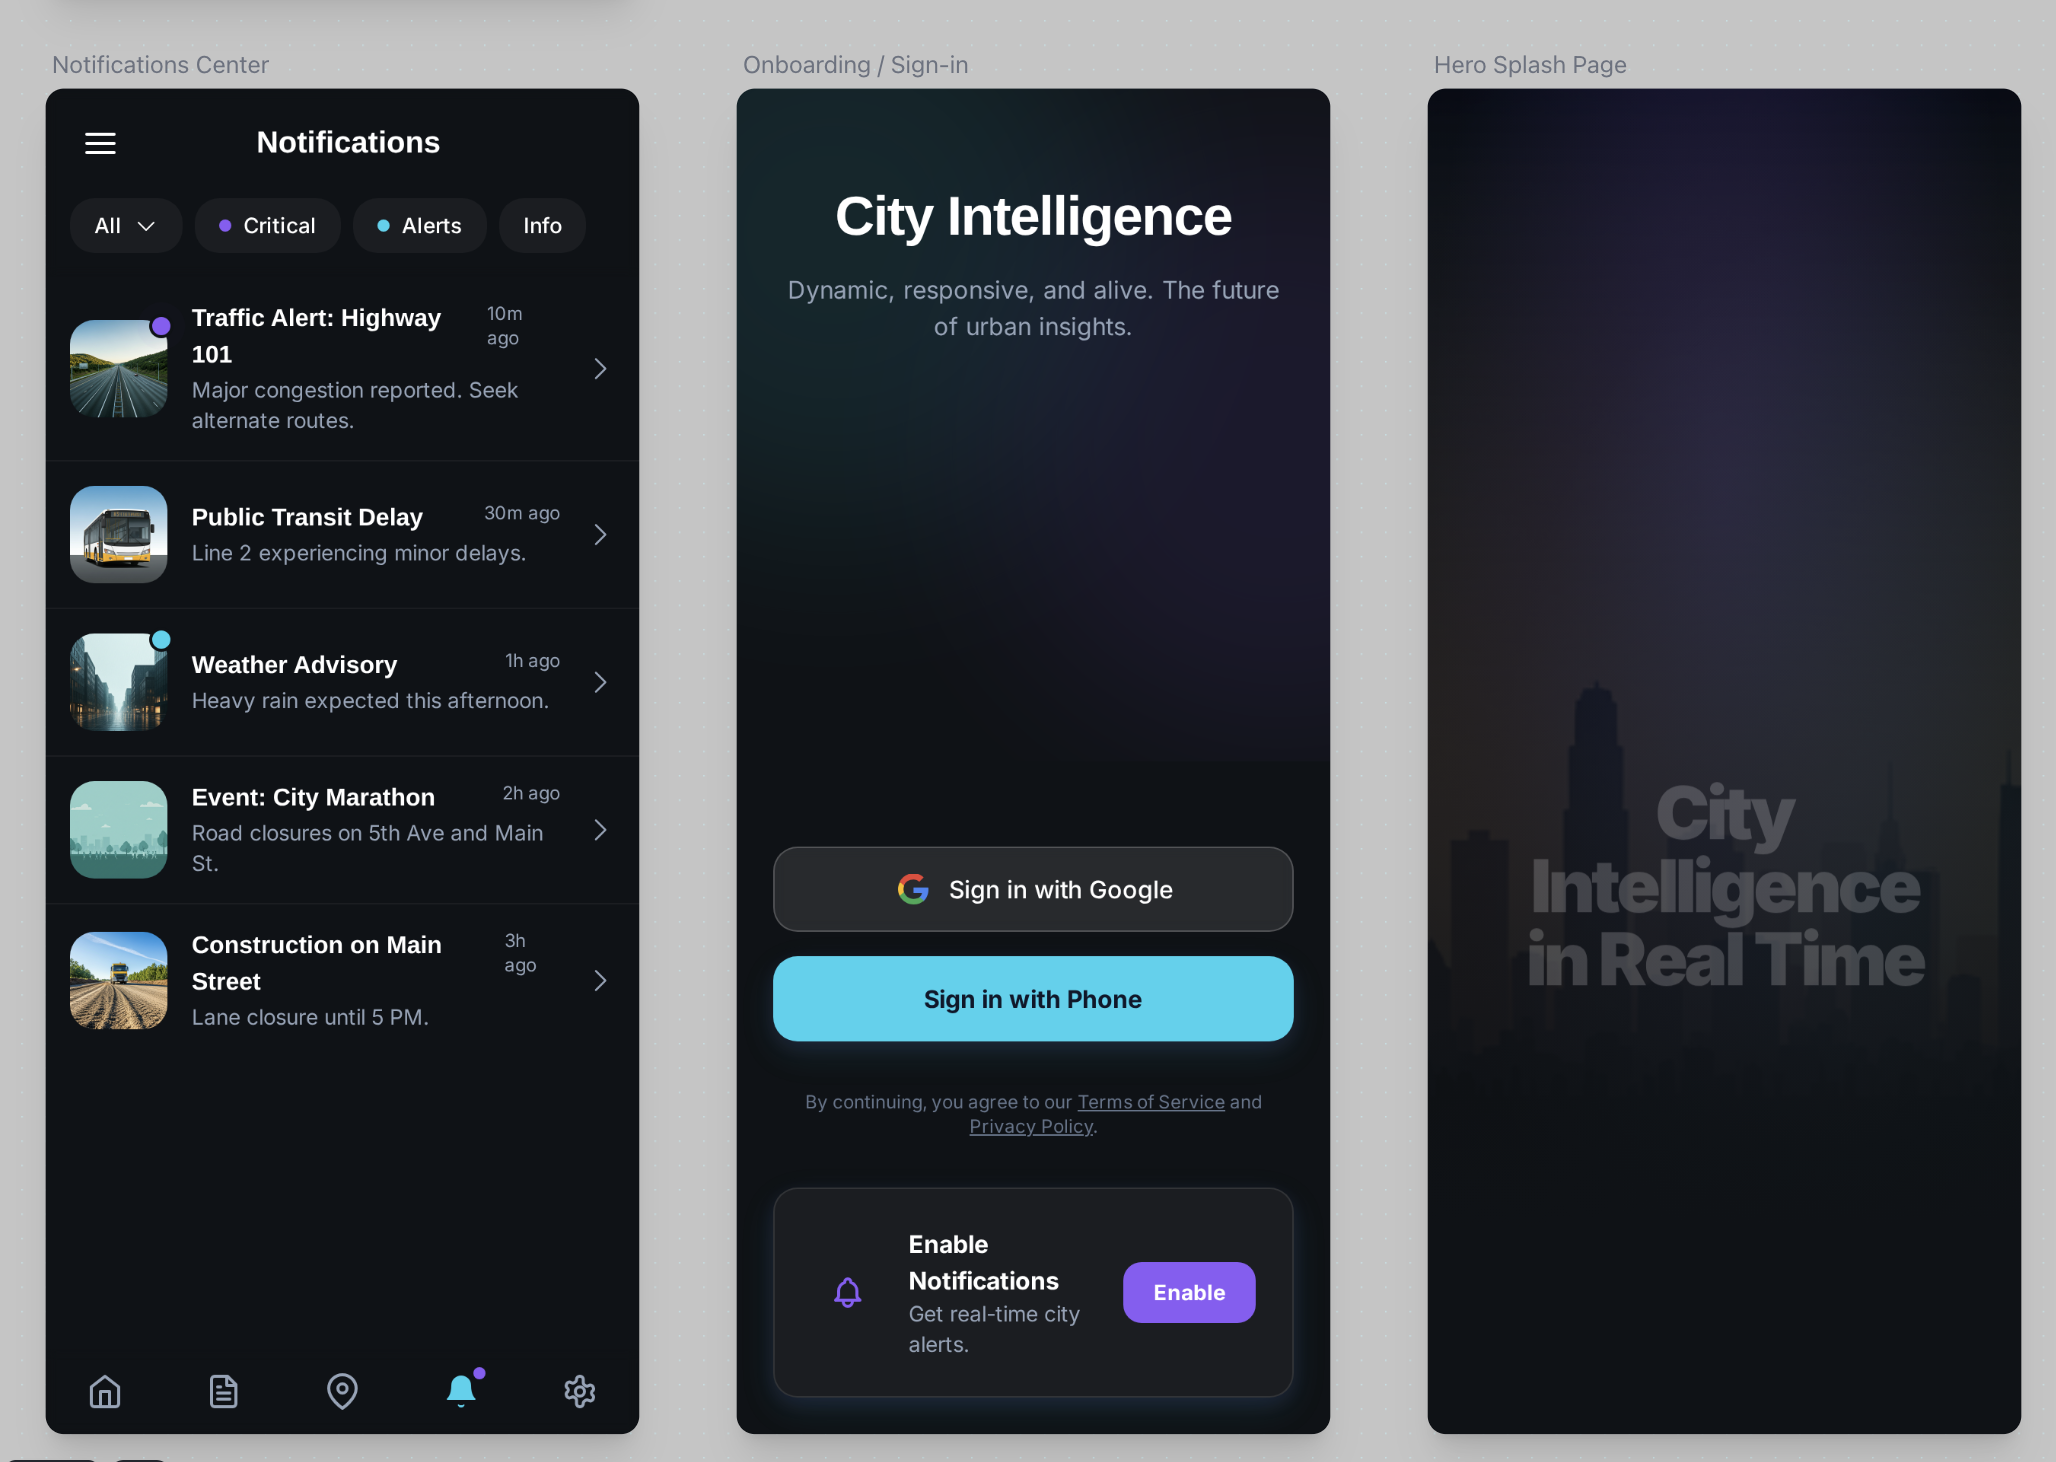 Notifications Center
Notifications
All
Critical
Alerts
Info
Traffic Alert: Highway
101
10m
ago
Major congestion reported. Seek
alternate routes.
Public Transit Delay
30m ago
Line 2 experiencing minor delays.
Weather Advisory
1h ago
Heavy rain expected this afternoon.
Event: City Marathon
2h ago
Road closures on 5th Ave and Main
St.
Construction on Main
Street
3h
ago
Lane closure until 5 PM.
Onboarding / Sign-in
City Intelligence
Dynamic, responsive, and alive. The future
of urban insights.
Sign in with Google
Sign in with Phone
By continuing, you agree to our Terms of Service and
Privacy Policy.
Enable
Notifications
Get real-time city
alerts.
Enable
Hero Splash Page
City
Intelligence
in Real Time